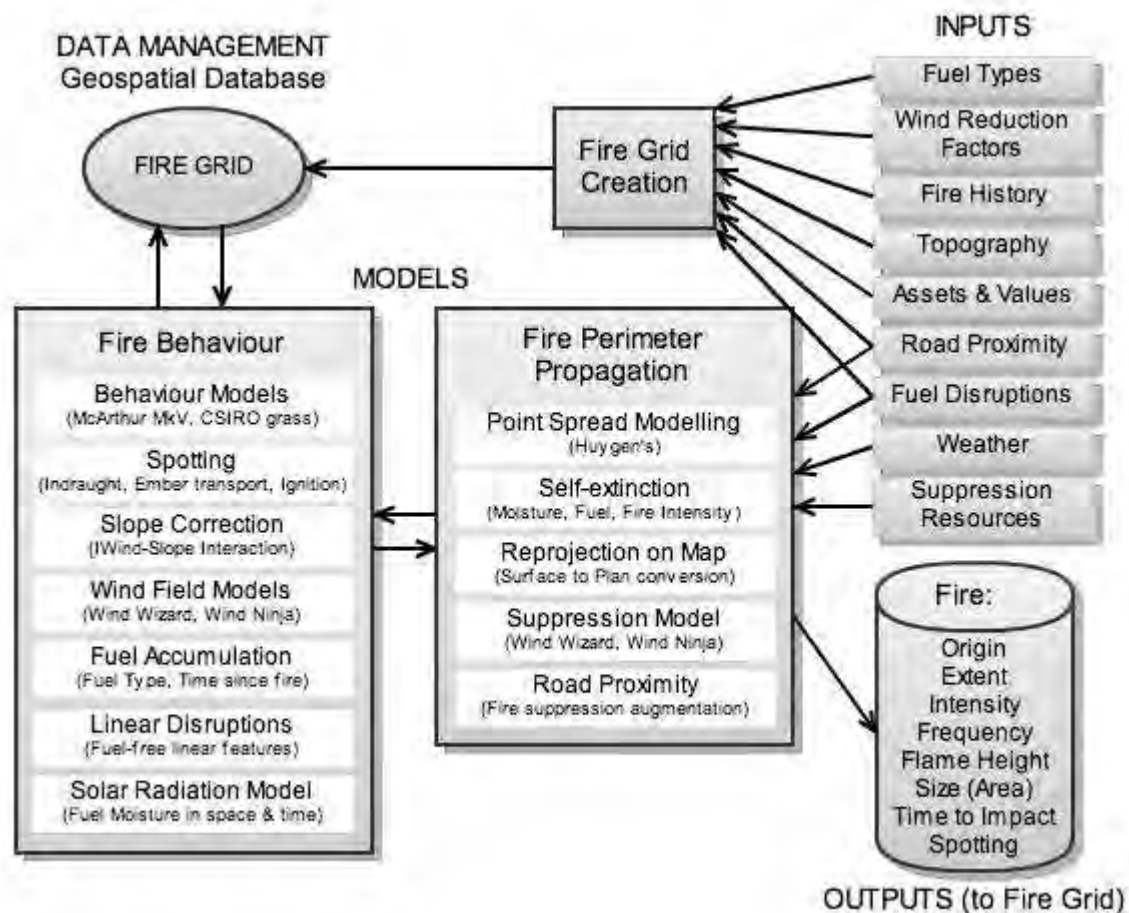 DATA MANAGEMENT
Geospatial Database
FIRE GRID
Fire Grid
Creation
INPUTS
Fuel Types
Wind Reduction
Factors
Fire History
Topography
Assets & Values
Road Proximity
Fuel Disruptions
Weather
Suppression
Resources
MODELS
Fire Behaviour
Behaviour Models
(McArthur MkV, CSIRO grass)
Spotting
(Indraught, Ember transport, Ignition)
Slope Correction
(IWind-Slope Interaction)
Wind Field Models
(Wind Wizard, Wind Ninja)
Fuel Accumulation
(Fuel Type, Time since fire)
Linear Disruptions
(Fuel-free linear features)
Solar Radiation Model
(Fuel Moisture in space & time)
Fire Perimeter
Propagation
Point Spread Modelling
(Huygen's)
Self-extinction
(Moisture, Fuel, Fire Intensity)
Reprojection on Map
(Surface to Plan conversion)
Suppression Model
(Wind Wizard, Wind Ninja)
Road Proximity
(Fire suppression augmentation)
Fire:
Origin
Extent
Intensity
Frequency
Flame Height
Size (Area)
Time to Impact
Spotting
OUTPUTS (to Fire Grid)